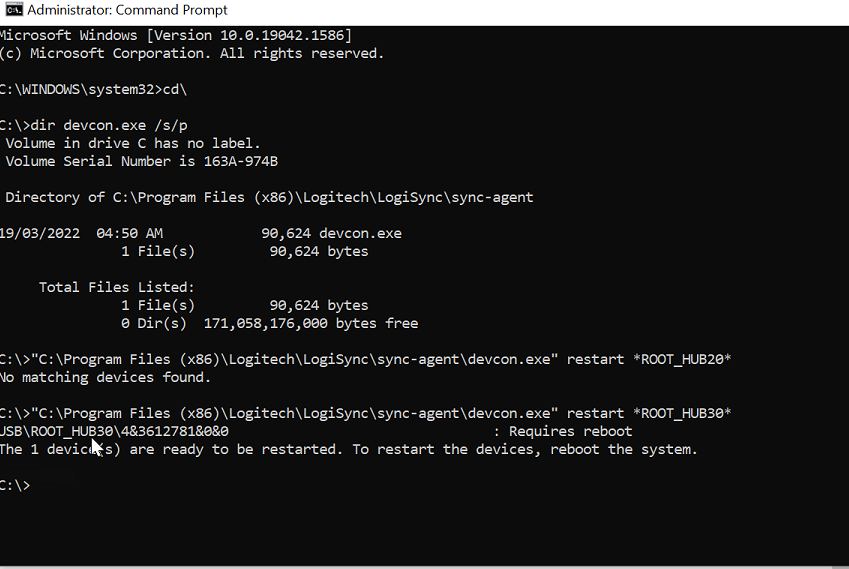 Administrator: Command Prompt
Microsoft Windows [Version 10.0.19042.1586]
(c) Microsoft Corporation. All rights reserved.
C:\WINDOWS\system32>cd\
C:\>dir devcon.exe /s/p
Volume in drive C has no label.
Volume Serial Number is 163A-974B
Directory of C:\Program Files (x86)\Logitech\LogiSync\sync-agent
19/03/2022  04:50 AM            90,624 devcon.exe
1 File(s)         90,624 bytes
Total Files Listed:
1 File(s)         90,624 bytes
0 Dir(s)  171,058,176,000 bytes free
C:\>"C:\Program Files (x86)\Logitech\LogiSync\sync-agent\devcon.exe" restart *ROOT_HUB20*
No matching devices found.
C:\>"C:\Program Files (x86)\Logitech\LogiSync\sync-agent\devcon.exe" restart *ROOT_HUB30*
USB\ROOT_HUB30\4&3612781&0&0                                : Requires reboot
The 1 device(s) are ready to be restarted. To restart the devices, reboot the system.
C:\>